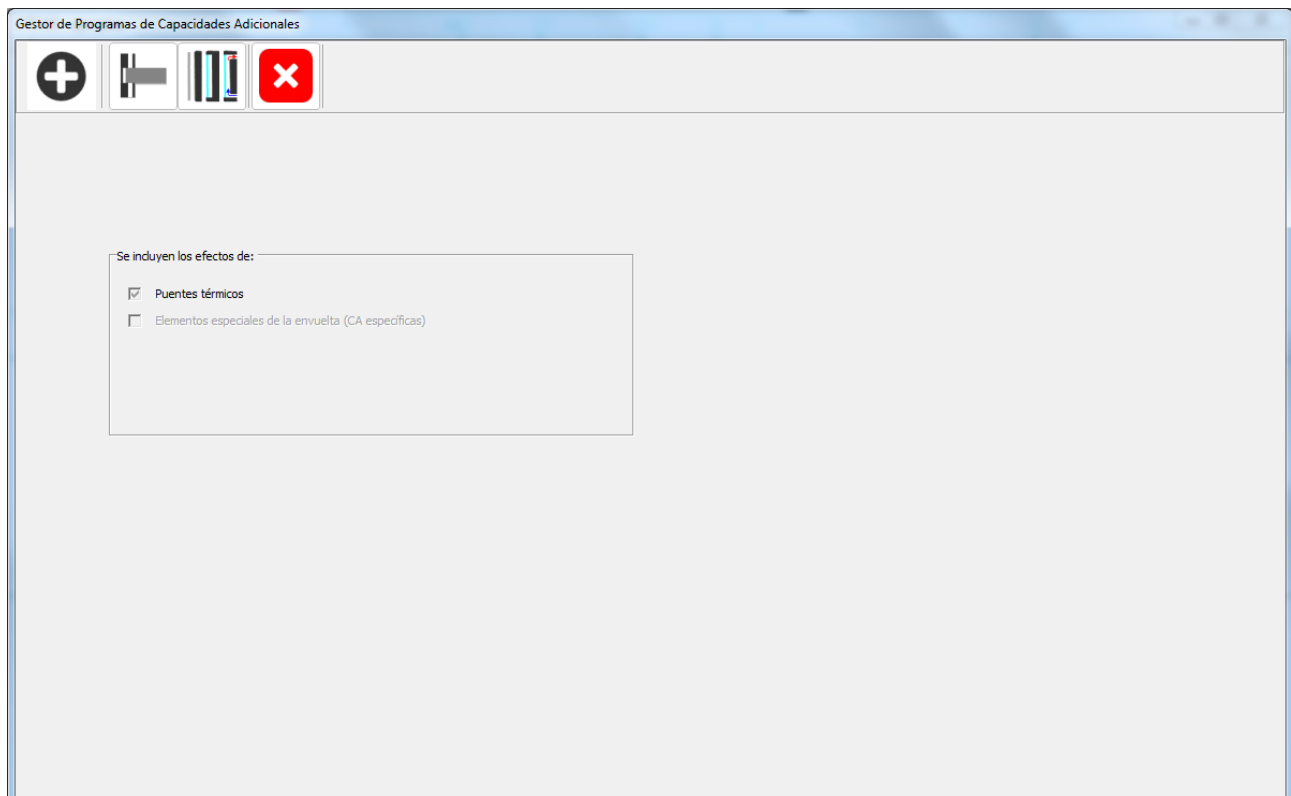 Gestor de Programas de Capacidades Adicionales
Se incluyen los efectos de:
Puentes térmicos
Elementos especiales de la envuelta (CA específicas)